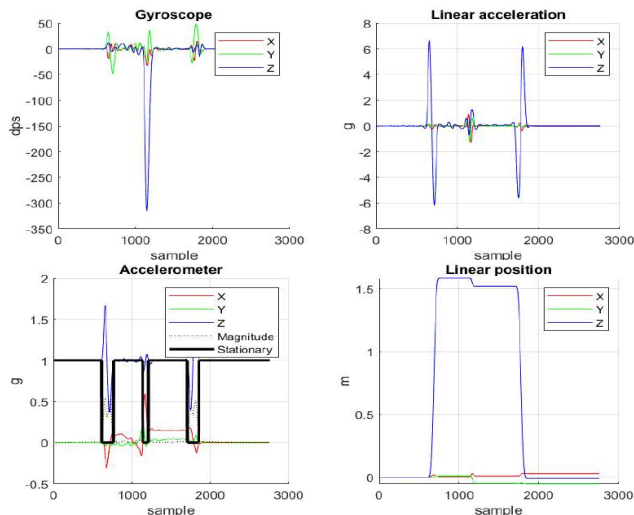 Gyroscope
50
0
-50
-100
-150
-200
-250
-300
-350
dps
0
1000
2000
3000
sample
X
Y
Z
Linear acceleration
8
6
4
2
0
-2
-4
-6
-8
g
0
1000
2000
3000
sample
X
Y
Z
Accelerometer
2
1.5
1
0.5
0
-0.5
g
0
1000
2000
3000
sample
X
Y
Z
Magnitude
Stationary
Linear position
1.5
1
0.5
0
m
0
1000
2000
3000
sample
X
Y
Z